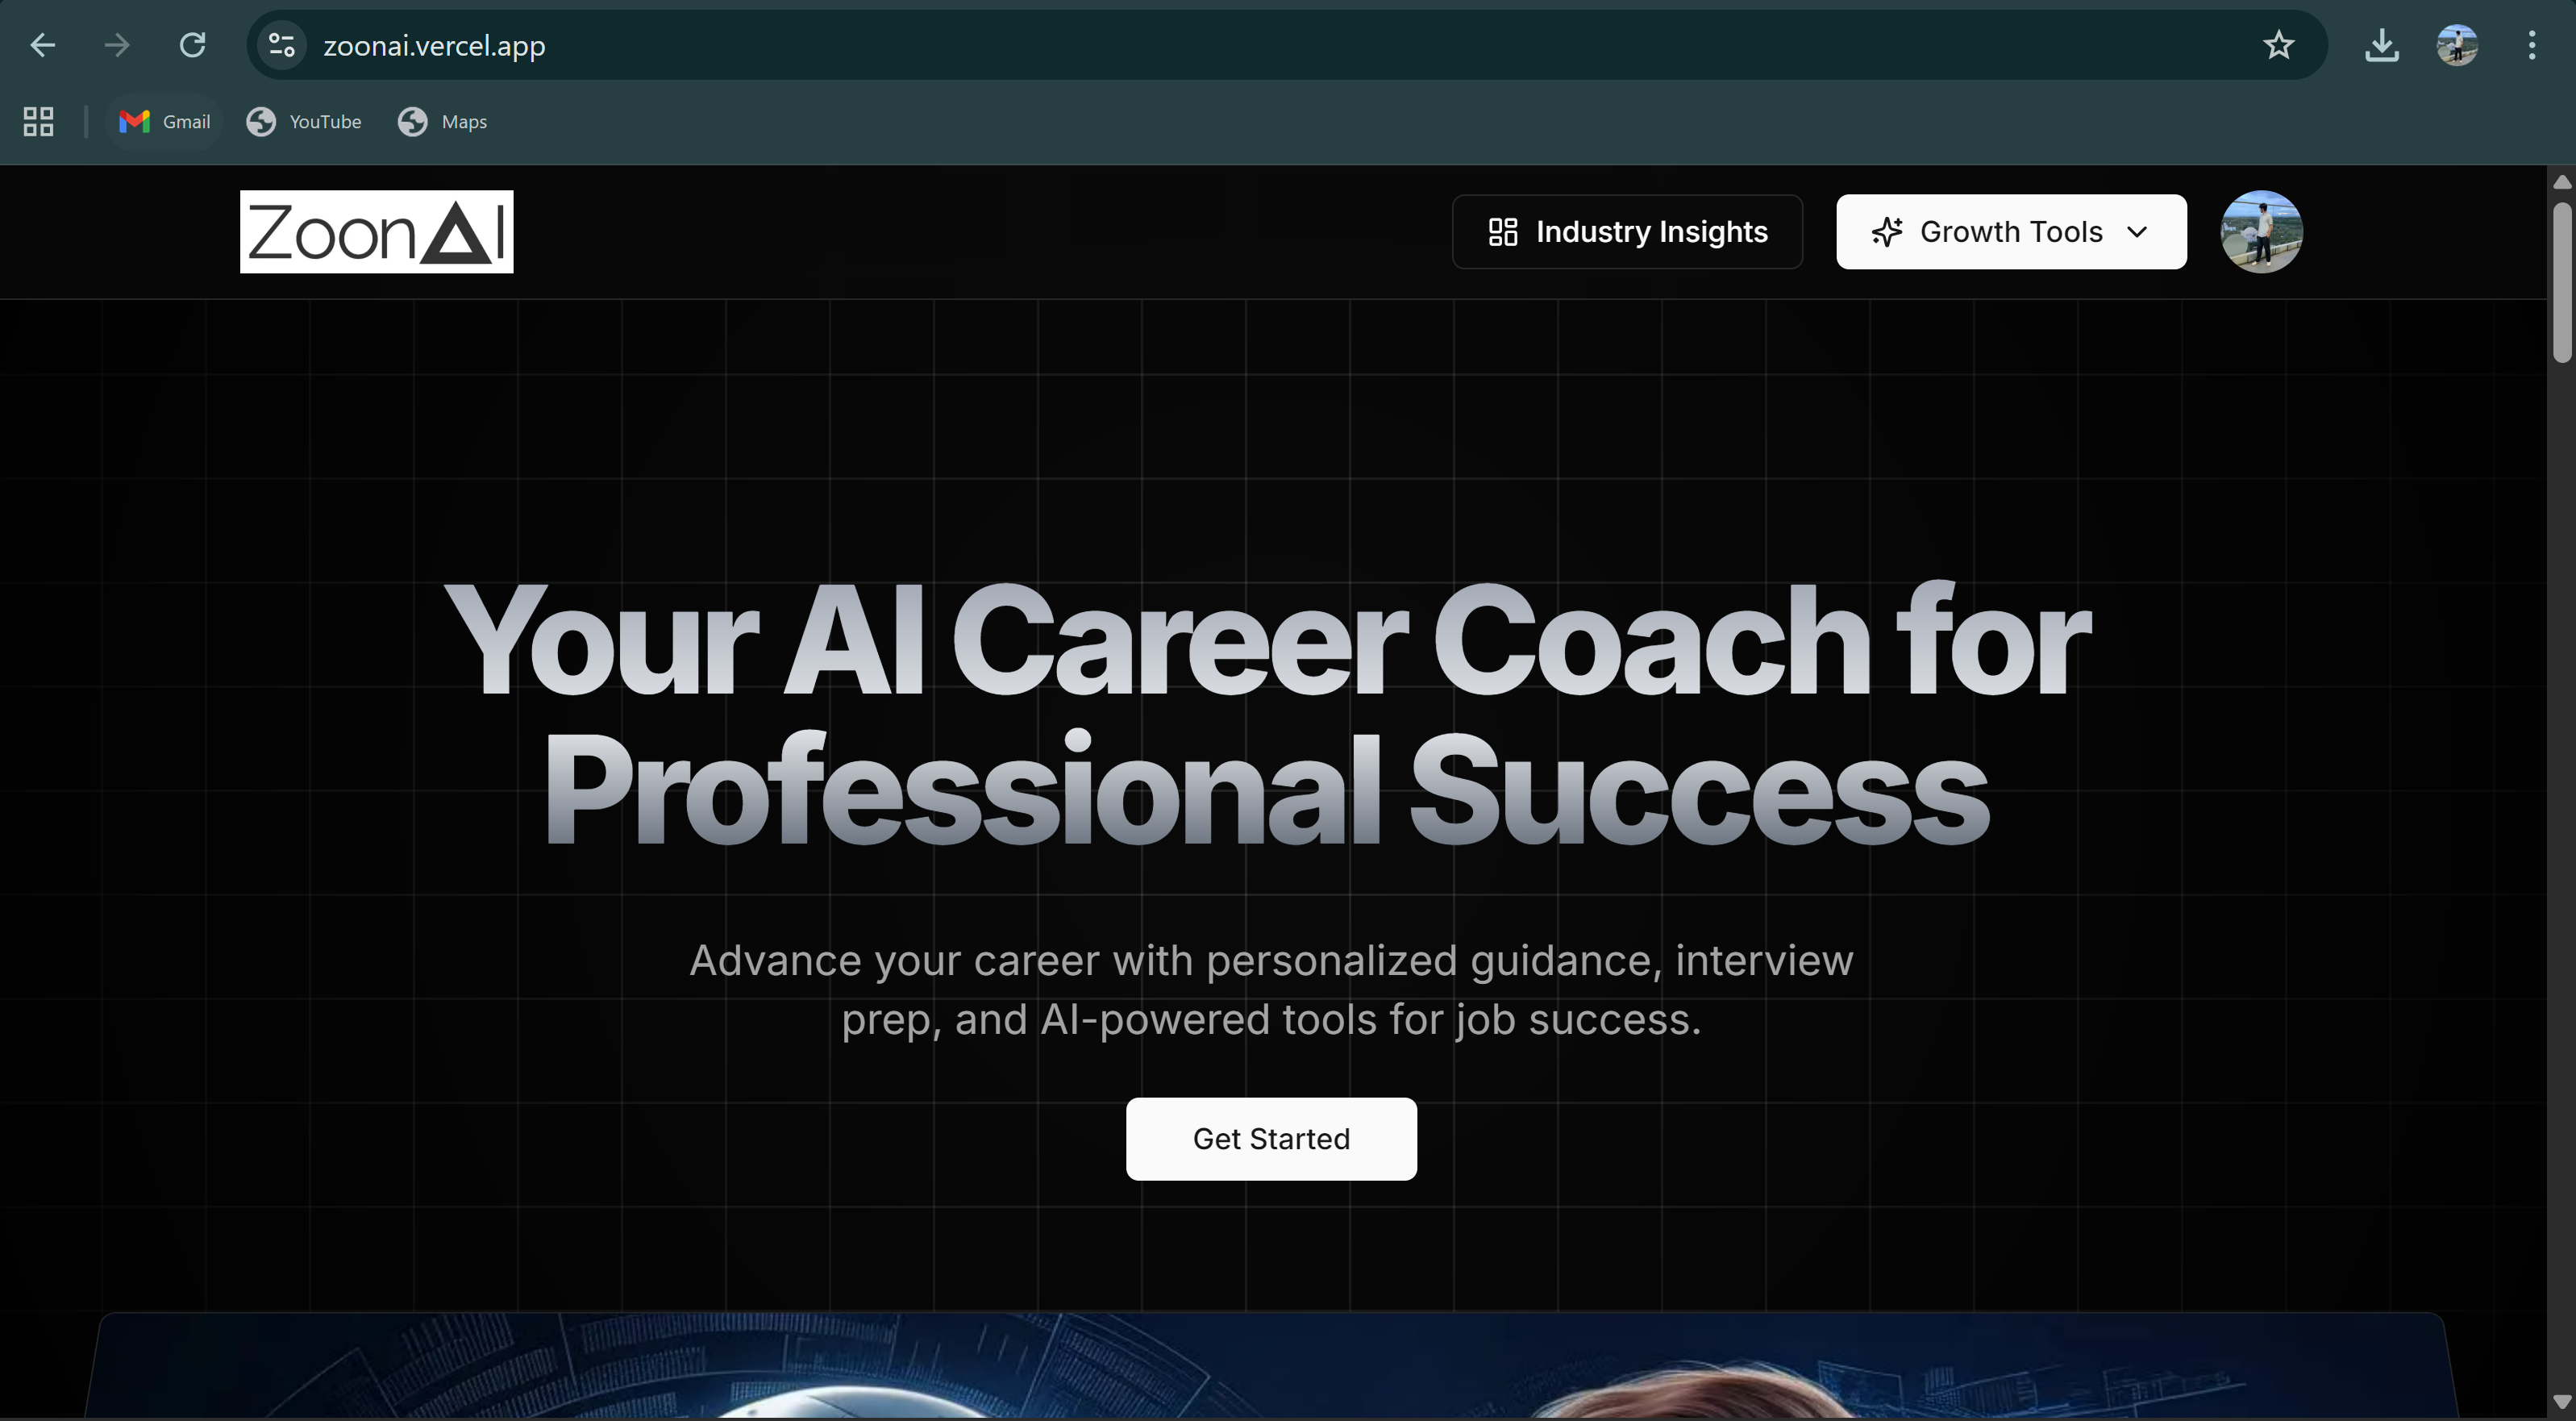 zoonai.vercel.app
Gmail
YouTube
Maps
ZoonAI
Industry Insights
Growth Tools
Your AI Career Coach for
Professional Success
Advance your career with personalized guidance, interview
prep, and AI-powered tools for job success.
Get Started